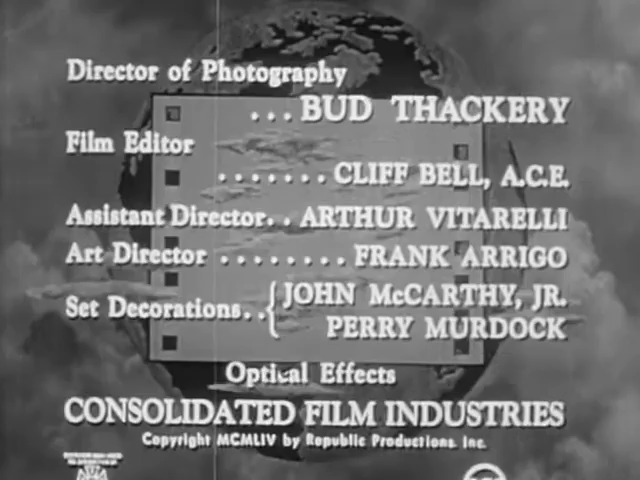 Director of Photography
... BUD THACKERY
Film Editor
....... CLIFF BELL, A.C.E.
Assistant Director.. ARTHUR VITARELLI
Art Director ........ FRANK ARRIGO
Set Decorations.. { JOHN McCARTHY, JR.
PERRY MURDOCK
Optical Effects
CONSOLIDATED FILM INDUSTRIES
Copyright MCMLIV by Republic Productions, Inc.